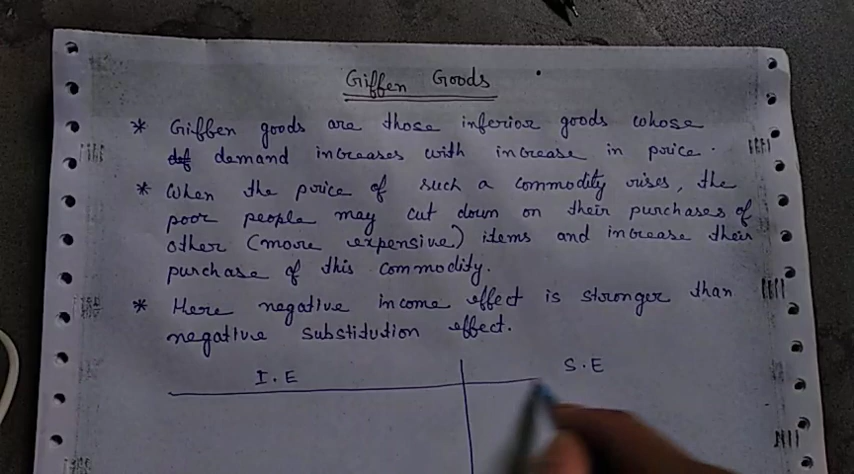 Giffen Goods
* Giffen goods are those inferior goods whose
demand increases with increase in price.
* When the price of such a commodity rises, the
poor people may cut down on their purchases of
other (more expensive) items and increase their
purchase of this commodity.
* Here negative income effect is stronger than
negative substitution effect.
I.E S.E